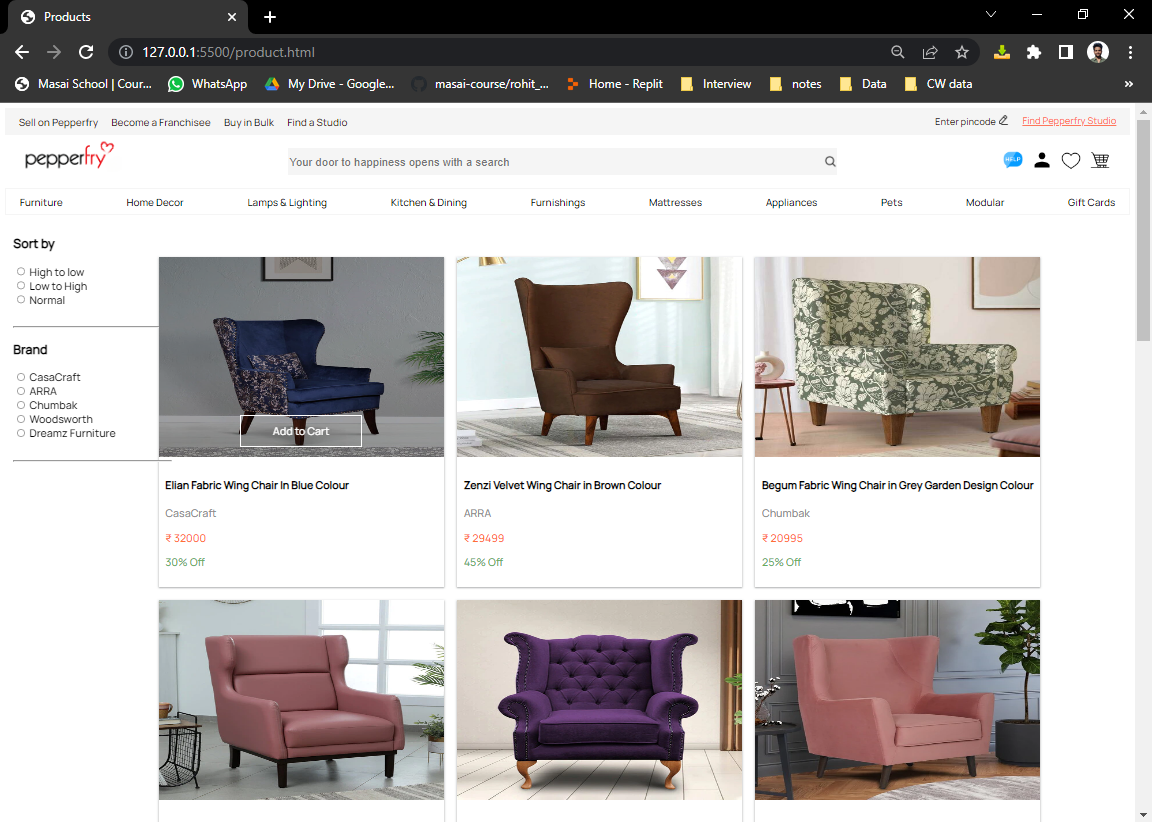 Products
127.0.0.1:5500/product.html
Masai School | Cour... WhatsApp My Drive - Google... masai-course/rohit_... Home - Replit Interview notes Data CW data »
Sell on Pepperfry Become a Franchisee Buy in Bulk Find a Studio Enter pincode Find Pepperfry Studio
pepperfry Your door to happiness opens with a search HELP
Furniture Home Decor Lamps & Lighting Kitchen & Dining Furnishings Mattresses Appliances Pets Modular Gift Cards
Sort by
High to low
Low to High
Normal
Brand
CasaCraft
ARRA
Chumbak
Woodsworth
Dreamz Furniture
Add to Cart
Elian Fabric Wing Chair In Blue Colour
CasaCraft
₹ 32000
30% Off
Zenzi Velvet Wing Chair in Brown Colour
ARRA
₹ 29499
45% Off
Begum Fabric Wing Chair in Grey Garden Design Colour
Chumbak
₹ 20995
25% Off